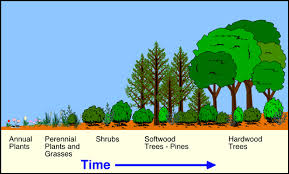 Annual
Plants
Perennial
Plants and
Grasses
Shrubs
Softwood
Trees - Pines
Hardwood
Trees
Time